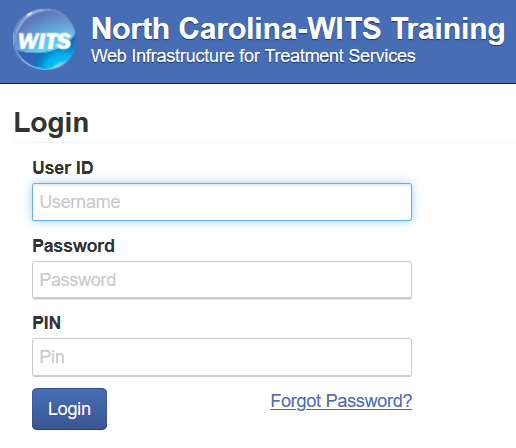 WITS
North Carolina-WITS Training
Web Infrastructure for Treatment Services
Login
User ID
Username
Password
Password
PIN
Pin
Login
Forgot Password?